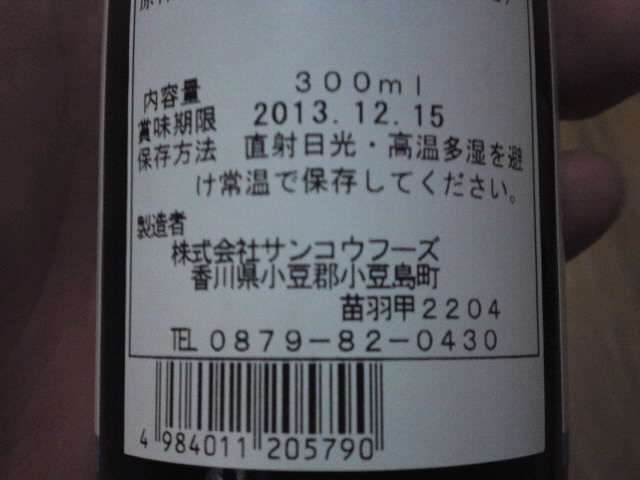 内容量 300ml
賞味期限 2013.12.15
保存方法 直射日光・高温多湿を避
け常温で保存してください。
製造者
株式会社サンコウフーズ
香川県小豆郡小豆島町
苗羽甲2204
TEL 0879-82-0430
4 984011 205790